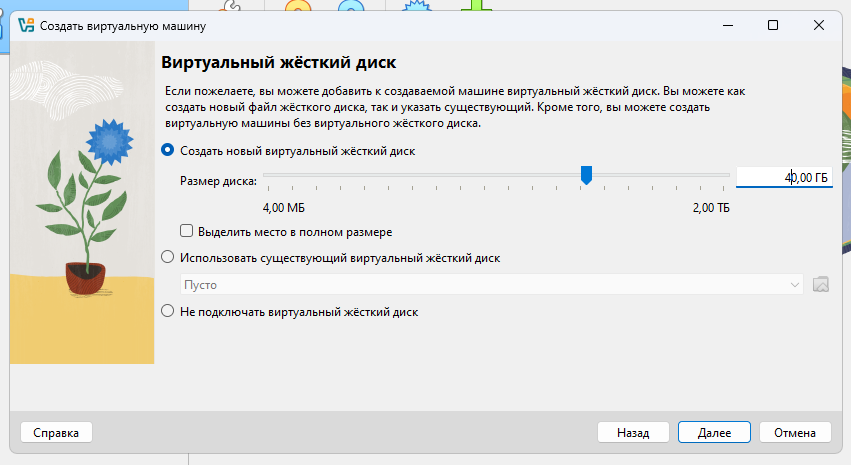 Создать виртуальную машину
Виртуальный жёсткий диск
Если пожелаете, вы можете добавить к создаваемой машине виртуальный жёсткий диск. Вы можете как
создать новый файл жёсткого диска, так и указать существующий. Кроме того, вы можете создать
виртуальную машины без виртуального жёсткого диска.
Создать новый виртуальный жёсткий диск
Размер диска:
40,00 ГБ
4,00 МБ
2,00 ТБ
Выделить место в полном размере
Использовать существующий виртуальный жёсткий диск
Пусто
Не подключать виртуальный жёсткий диск
Справка
Назад
Далее
Отмена